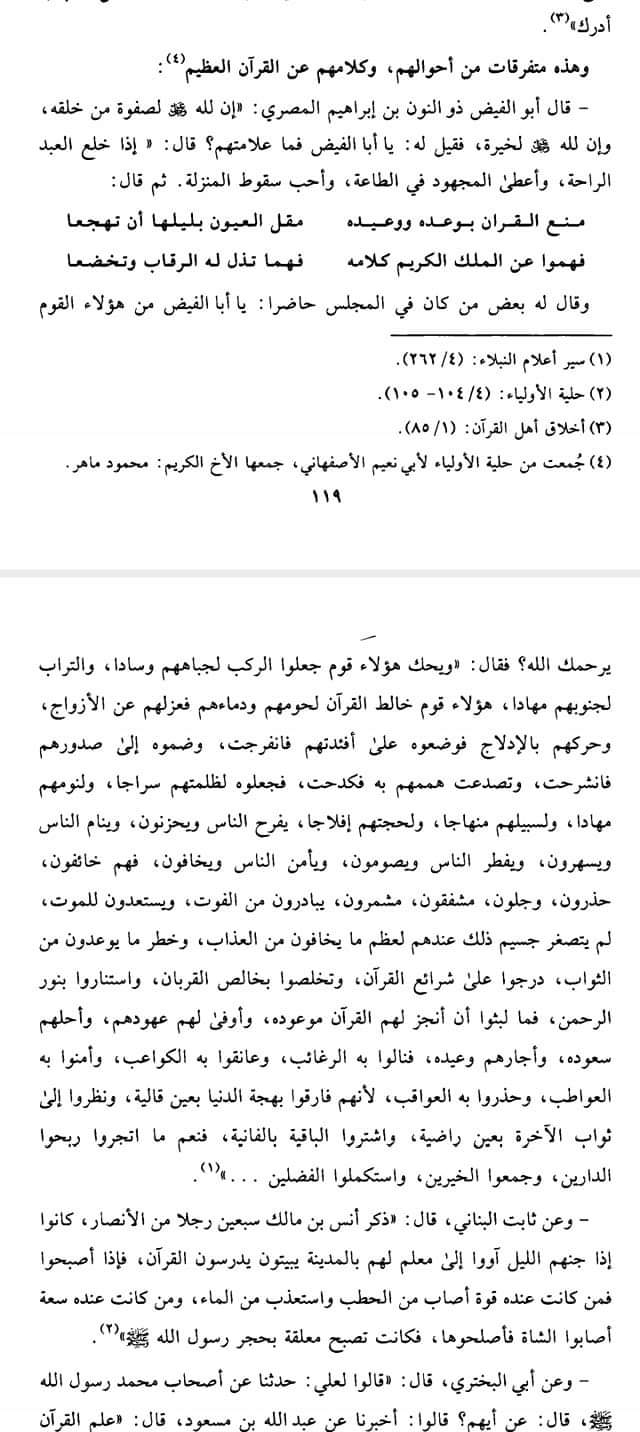 أدرك»(٣).
وهذه متفرقات من أحوالهم، وكلامهم عن القرآن العظيم(٤):
– قال أبو الفيض ذو النون بن إبراهيم المصري: «إن لله ﷻ لصفوة من خلقه،
وإن لله ﷻ لخيرة، فقيل له: يا أبا الفيض فما علامتهم؟ قال: « إذا خلع العبد
الراحة، وأعطىٰ المجهود في الطاعة، وأحب سقوط المنزلة. ثم قال:
منع القران بوعده ووعيده مقل العيون بليلها أن تهجعا
فهموا عن الملك الكريم كلامه فهما تذل له الرقاب وتخضعا
وقال له بعض من كان في المجلس حاضرا: يا أبا الفيض من هؤلاء القوم
(١) سير أعلام النبلاء: (٤/ ٢٦٢).
(٢) حلية الأولياء: (٤/ ١٠٤– ١٠٥).
(٣) أخلاق أهل القرآن: (١/ ٨٥).
(٤) جُمعت من حلية الأولياء لأبي نعيم الأصفهاني، جمعها الأخ الكريم: محمود ماهر.
١١٩
يرحمك الله؟ فقال: «ويحك هؤلاء قوم جعلوا الركب لجباههم وسادا، والتراب
لجنوبهم مهادا، هؤلاء قوم خالط القرآن لحومهم ودماءهم فعزلهم عن الأزواج،
وحركهم بالإدلاج فوضعوه علىٰ أفئدتهم فانفرجت، وضموه إلىٰ صدورهم
فانشرحت، وتصدعت هممهم به فكدحت، فجعلوه لظلمتهم سراجا، ولنومهم
مهادا، ولسبيلهم منهاجا، ولحجتهم إفلاجا، يفرح الناس ويحزنون، وينام الناس
ويسهرون، ويفطر الناس ويصومون، ويأمن الناس ويخافون، فهم خائفون،
حذرون، وجلون، مشفقون، مشمرون، يبادرون من الفوت، ويستعدون للموت،
لم يتصغر جسيم ذلك عندهم لعظم ما يخافون من العذاب، وخطر ما يوعدون من
الثواب، درجوا علىٰ شرائع القرآن، وتخلصوا بخالص القربان، واستناروا بنور
الرحمن، فما لبثوا أن أنجز لهم القرآن موعوده، وأوفىٰ لهم عهودهم، وأحلهم
سعوده، وأجارهم وعيده، فنالوا به الرغائب، وعانقوا به الكواعب، وأمنوا به
العواطب، وحذروا به العواقب، لأنهم فارقوا بهجة الدنيا بعين قالية، ونظروا إلىٰ
ثواب الآخرة بعين راضية، واشتروا الباقية بالفانية، فنعم ما اتجروا ربحوا
الدارين، وجمعوا الخيرين، واستكملوا الفضلين ...»(١).
– وعن ثابت البناني، قال: «ذكر أنس بن مالك سبعين رجلا من الأنصار، كانوا
إذا جنهم الليل آووا إلىٰ معلم لهم بالمدينة يبيتون يدرسون القرآن، فإذا أصبحوا
فمن كانت عنده قوة أصاب من الحطب واستعذب من الماء، ومن كانت عنده سعة
أصابوا الشاة فأصلحوها، فكانت تصبح معلقة بحجر رسول الله ﷺ»(٢).
– وعن أبي البختري، قال: «قالوا لعلي: حدثنا عن أصحاب محمد رسول الله
ﷺ، قال: عن أيهم؟ قالوا: أخبرنا عن عبد الله بن مسعود، قال: «علم القرآن